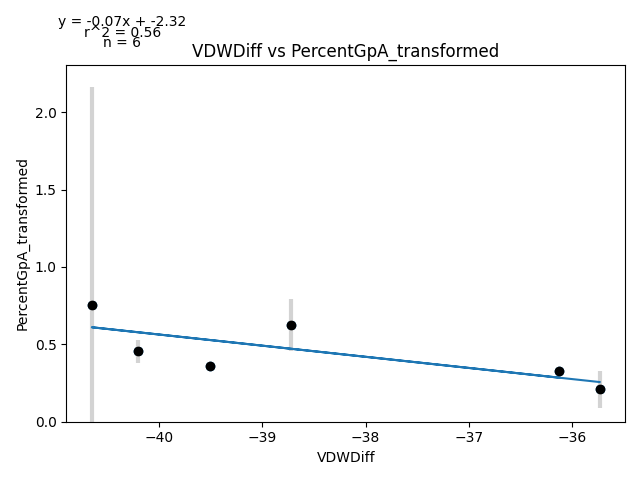 y = -0.07x + -2.32
r^2 = 0.56
n = 6
VDWDiff vs PercentGpA_transformed
PercentGpA_transformed
2.0
1.5
1.0
0.5
0.0
−40 −39 −38 −37 −36
VDWDiff